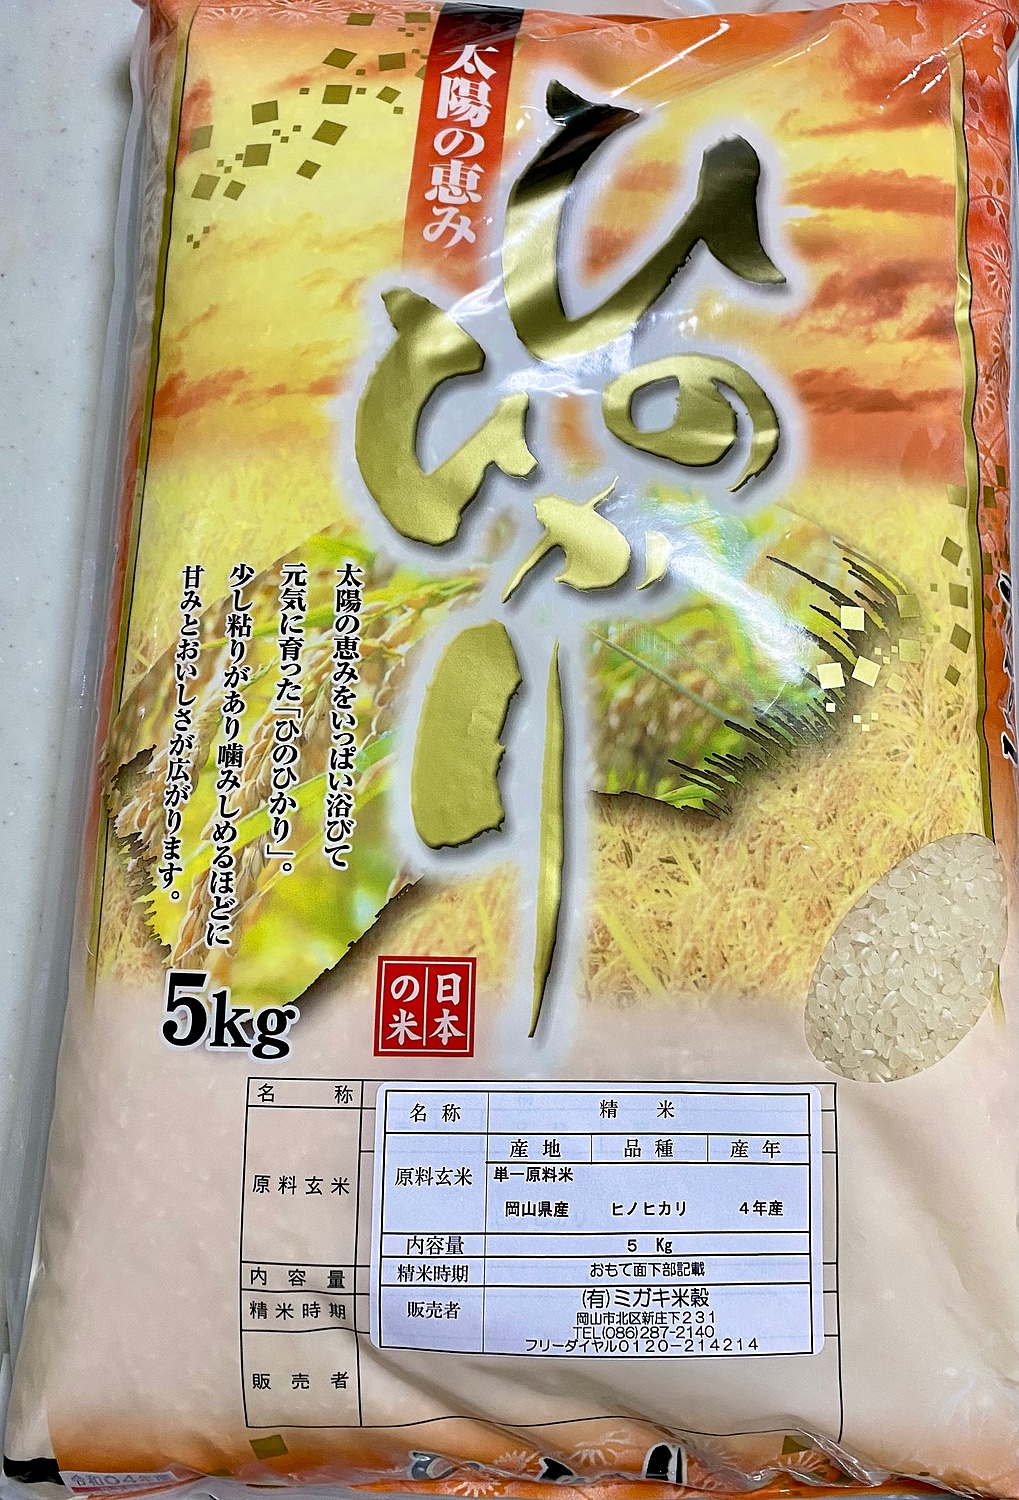 太陽の恵み
ひのひかり
太陽の恵みをいっぱい浴びて
元気に育った「ひのひかり」。
少し粘りがあり噛みしめるほどに
甘みとおいしさが広がります。
5kg
日本の米
名称
原料玄米
内容量
精米時期
販売者
名称 精米
原料玄米 産地 品種 産年
単一原料米
岡山県産 ヒノヒカリ 4年産
内容量 5 Kg
精米時期 おもて面下部記載
販売者 (有)ミガキ米穀
岡山市北区新庄下231
TEL(086)287-2140
フリーダイヤル0120-214214
令和04年産